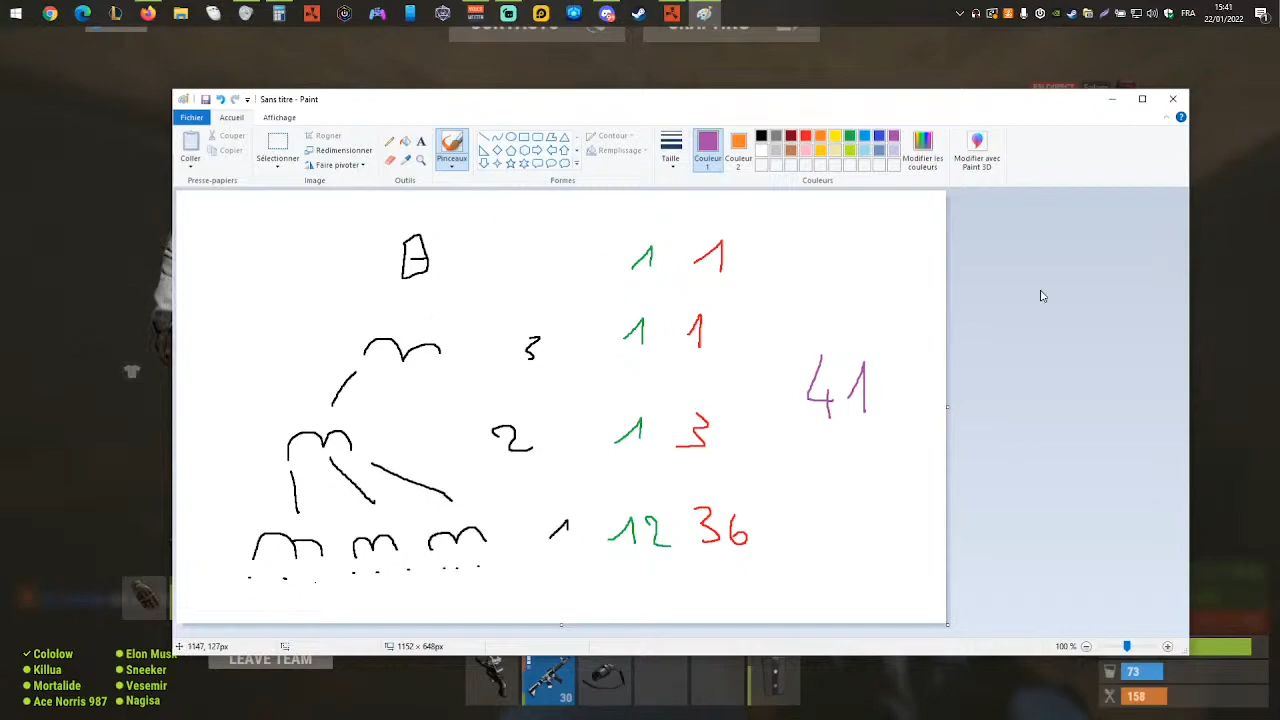 15:41
FRA
22/01/2022
Sans titre - Paint
Fichier Accueil Affichage
Coller
Couper
Copier
Presse-papiers
Sélectionner
Rogner
Redimensionner
Faire pivoter
Image
Outils
Pinceaux
Contour
Remplissage
Formes
Taille
Couleur 1
Couleur 2
Modifier les couleurs
Couleurs
Modifier avec Paint 3D
B 1 1
3 1 1
41
2 1 3
1 12 36
1147, 127px
1152 × 648px
100 %
Cololow
Killua
Mortalide
Ace Norris 987
Elon Musk
Sneeker
Vesemir
Nagisa
LEAVE TEAM
30
73
158